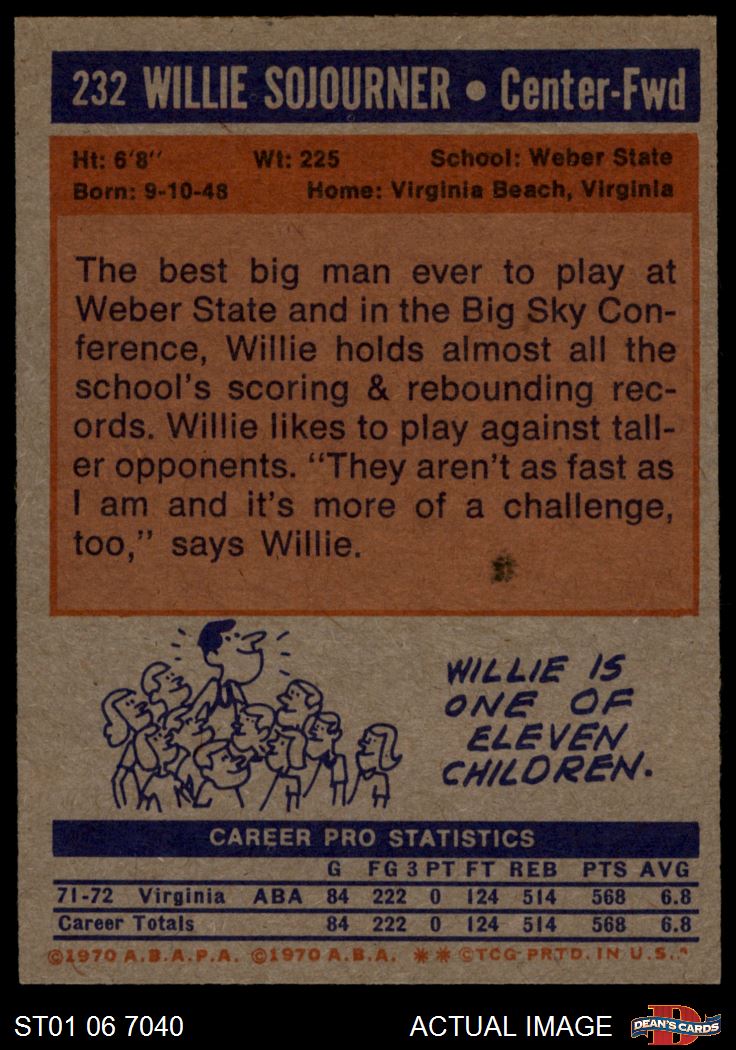 232 WILLIE SOJOURNER • Center-Fwd
Ht: 6'8" Wt: 225 School: Weber State
Born: 9-10-48 Home: Virginia Beach, Virginia
The best big man ever to play at
Weber State and in the Big Sky Con-
ference, Willie holds almost all the
school's scoring & rebounding rec-
ords. Willie likes to play against tall-
er opponents. "They aren't as fast as
I am and it's more of a challenge,
too," says Willie.
WILLIE IS
ONE OF
ELEVEN
CHILDREN.
CAREER PRO STATISTICS
G FG 3 PT FT REB PTS AVG
71-72 Virginia ABA 84 222 0 124 514 568 6.8
Career Totals 84 222 0 124 514 568 6.8
©1970 A.B.A.P.A. ©1970 A.B.A. ** ©TCG PRTD. IN U.S.
ST01 06 7040 ACTUAL IMAGE D DEAN'S CARDS